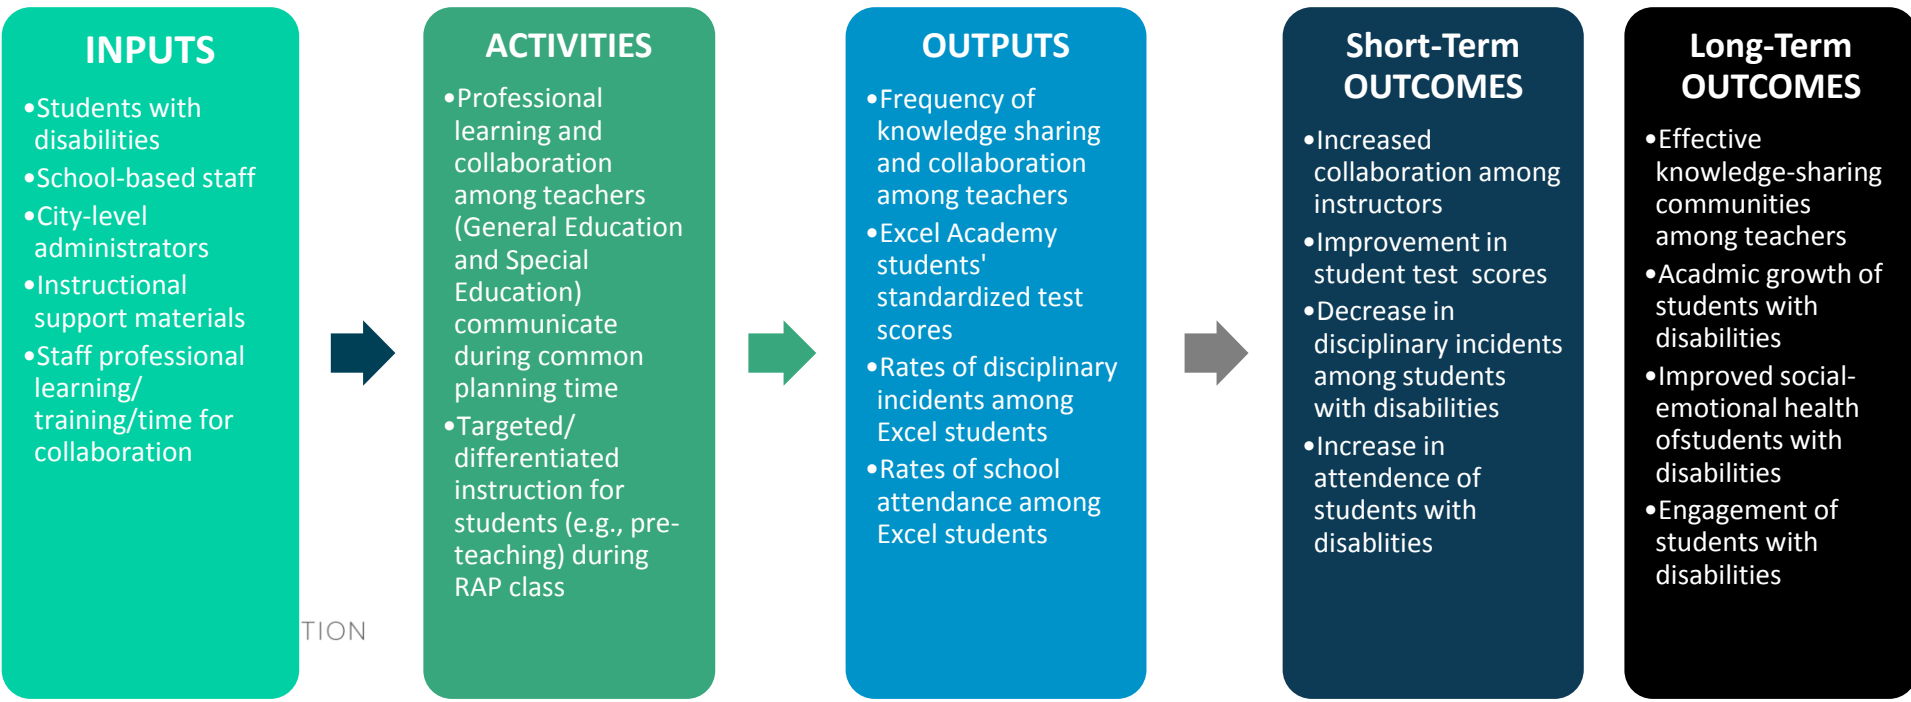 INPUTS
•Students with
disabilities
•School-based staff
•City-level
administrators
•Instructional
support materials
•Staff professional
learning/
training/time for
collaboration
TION
ACTIVITIES
•Professional
learning and
collaboration
among teachers
(General Education
and Special
Education)
communicate
during common
planning time
•Targeted/
differentiated
instruction for
students (e.g., pre-
teaching) during
RAP class
OUTPUTS
•Frequency of
knowledge sharing
and collaboration
among teachers
•Excel Academy
students'
standardized test
scores
•Rates of disciplinary
incidents among
Excel students
•Rates of school
attendance among
Excel students
Short-Term
OUTCOMES
•Increased
collaboration among
instructors
•Improvement in
student test  scores
•Decrease in
disciplinary incidents
among students
with disabilities
•Increase in
attendence of
students with
disablities
Long-Term
OUTCOMES
•Effective
knowledge-sharing
communities
among teachers
•Acadmic growth of
students with
disabilities
•Improved social-
emotional health
ofstudents with
disabilities
•Engagement of
students with
disabilities